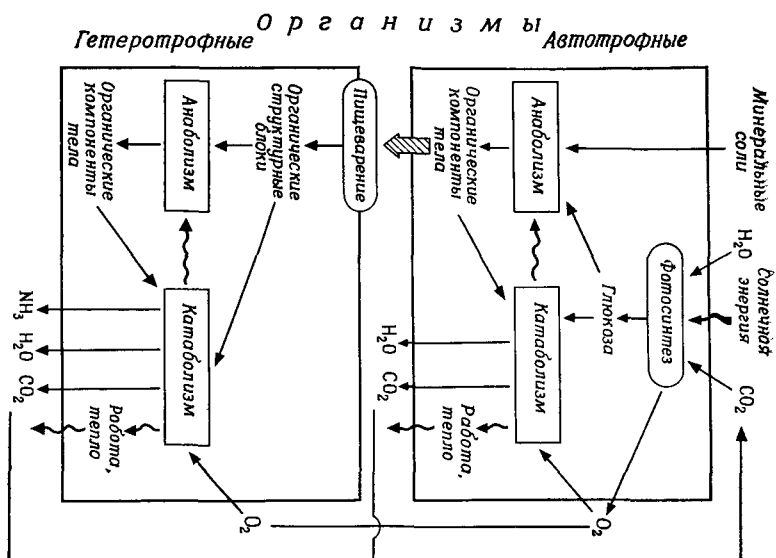 Организмы
Гетеротрофные
Автотрофные
Органические
компоненты
тела
Анаболизм
Органические
структурные
блоки
Пищеварение
Органические
компоненты
тела
Анаболизм
Минеральные
соли
H₂O
Солнечная
энергия
Фотосинтез
Глюкоза
Катаболизм
Катаболизм
NH₃
H₂O
CO₂
Робота,
тепло
H₂O
CO₂
Работа,
тепло
CO₂
O₂
O₂